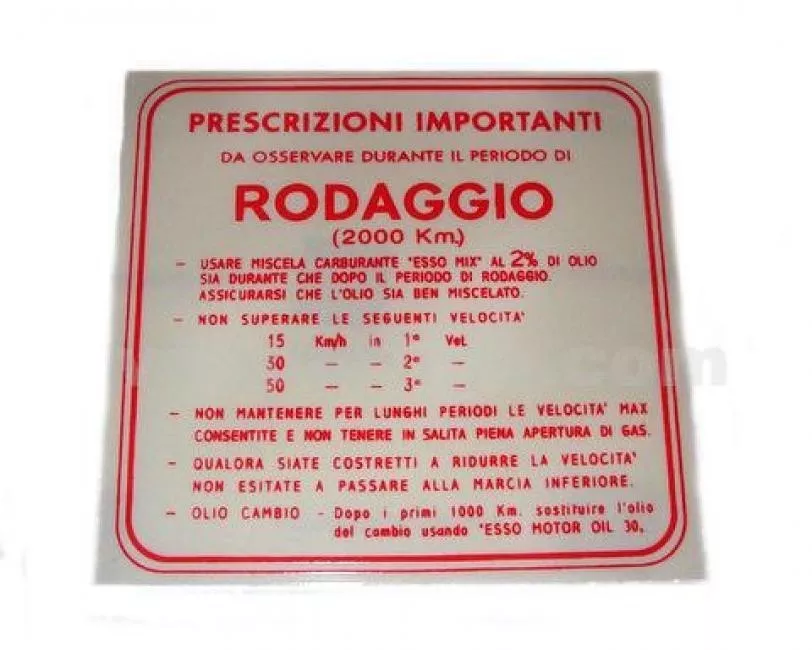 PRESCRIZIONI IMPORTANTI
DA OSSERVARE DURANTE IL PERIODO DI
RODAGGIO
(2000 Km.)
- USARE MISCELA CARBURANTE "ESSO MIX" AL 2% DI OLIO
SIA DURANTE CHE DOPO IL PERIODO DI RODAGGIO.
ASSICURARSI CHE L'OLIO SIA BEN MISCELATO.
- NON SUPERARE LE SEGUENTI VELOCITA'
15 Km/h in 1ª Vel.
30 - - 2ª -
50 - - 3ª -
- NON MANTENERE PER LUNGHI PERIODI LE VELOCITA' MAX
CONSENTITE E NON TENERE IN SALITA PIENA APERTURA DI GAS.
- QUALORA SIATE COSTRETTI A RIDURRE LA VELOCITA'
NON ESITATE A PASSARE ALLA MARCIA INFERIORE.
- OLIO CAMBIO - Dopo i primi 1000 Km. sostituire l'olio
del cambio usando "ESSO MOTOR OIL 30„